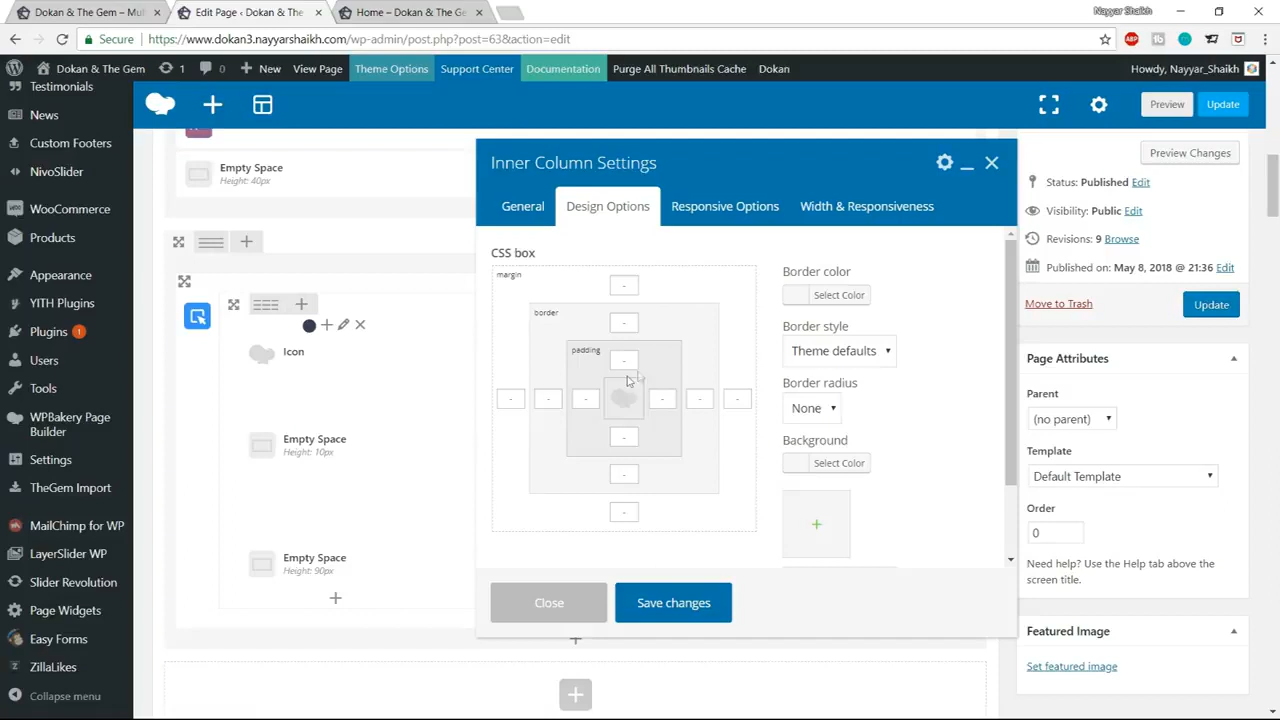 Dokan & The Gem – Mul
Edit Page ‹ Dokan & The
Home – Dokan & The Ge
Nayyar Shaikh
Secure
https://www.dokan3.nayyarshaikh.com/wp-admin/post.php?post=63&action=edit
Dokan & The Gem
1
0
New
View Page
Theme Options
Support Center
Documentation
Purge All Thumbnails Cache
Dokan
Howdy, Nayyar_Shaikh
Testimonials
News
Custom Footers
NivoSlider
WooCommerce
Products
Appearance
YITH Plugins
Plugins
Users
Tools
WPBakery Page
Builder
Settings
TheGem Import
MailChimp for WP
LayerSlider WP
Slider Revolution
Page Widgets
Easy Forms
ZillaLikes
Collapse menu
Preview
Update
Empty Space
Height: 40px
Icon
Empty Space
Height: 10px
Empty Space
Height: 90px
Inner Column Settings
General
Design Options
Responsive Options
Width & Responsiveness
CSS box
margin
border
padding
Border color
Select Color
Border style
Theme defaults
Border radius
None
Background
Select Color
Close
Save changes
Preview Changes
Status: Published Edit
Visibility: Public Edit
Revisions: 9 Browse
Published on: May 8, 2018 @ 21:36 Edit
Move to Trash
Update
Page Attributes
Parent
(no parent)
Template
Default Template
Order
0
Need help? Use the Help tab above the
screen title.
Featured Image
Set featured image